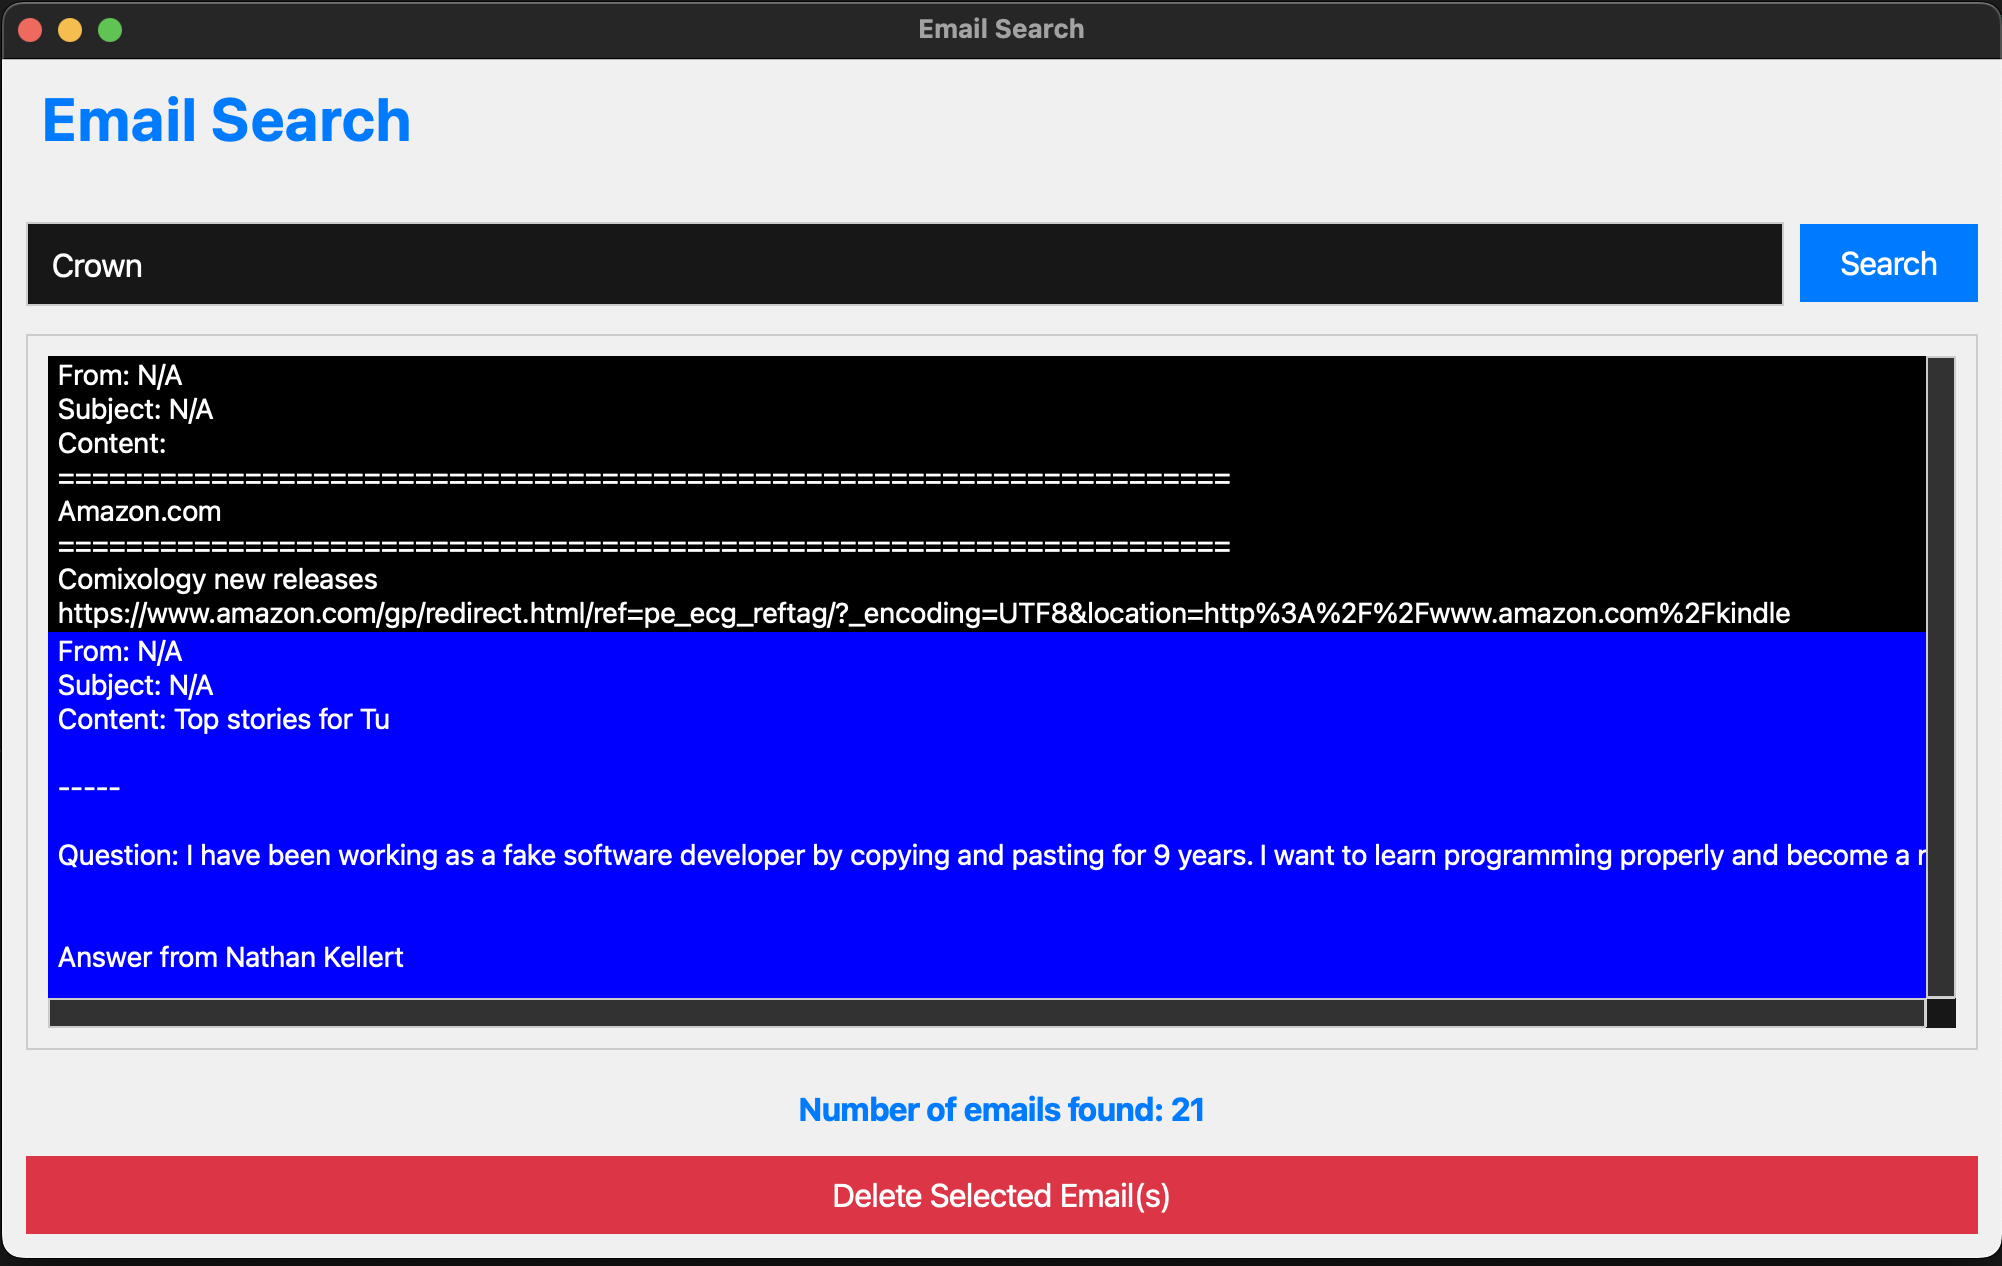 Email Search
Email Search
Crown
Search
From: N/A
Subject: N/A
Content:
=====================================================================
Amazon.com
=====================================================================
Comixology new releases
https://www.amazon.com/gp/redirect.html/ref=pe_ecg_reftag/?_encoding=UTF8&location=http%3A%2F%2Fwww.amazon.com%2Fkindle
From: N/A
Subject: N/A
Content: Top stories for Tu
-----
Question: I have been working as a fake software developer by copying and pasting for 9 years. I want to learn programming properly and become a r
Answer from Nathan Kellert
Number of emails found: 21
Delete Selected Email(s)